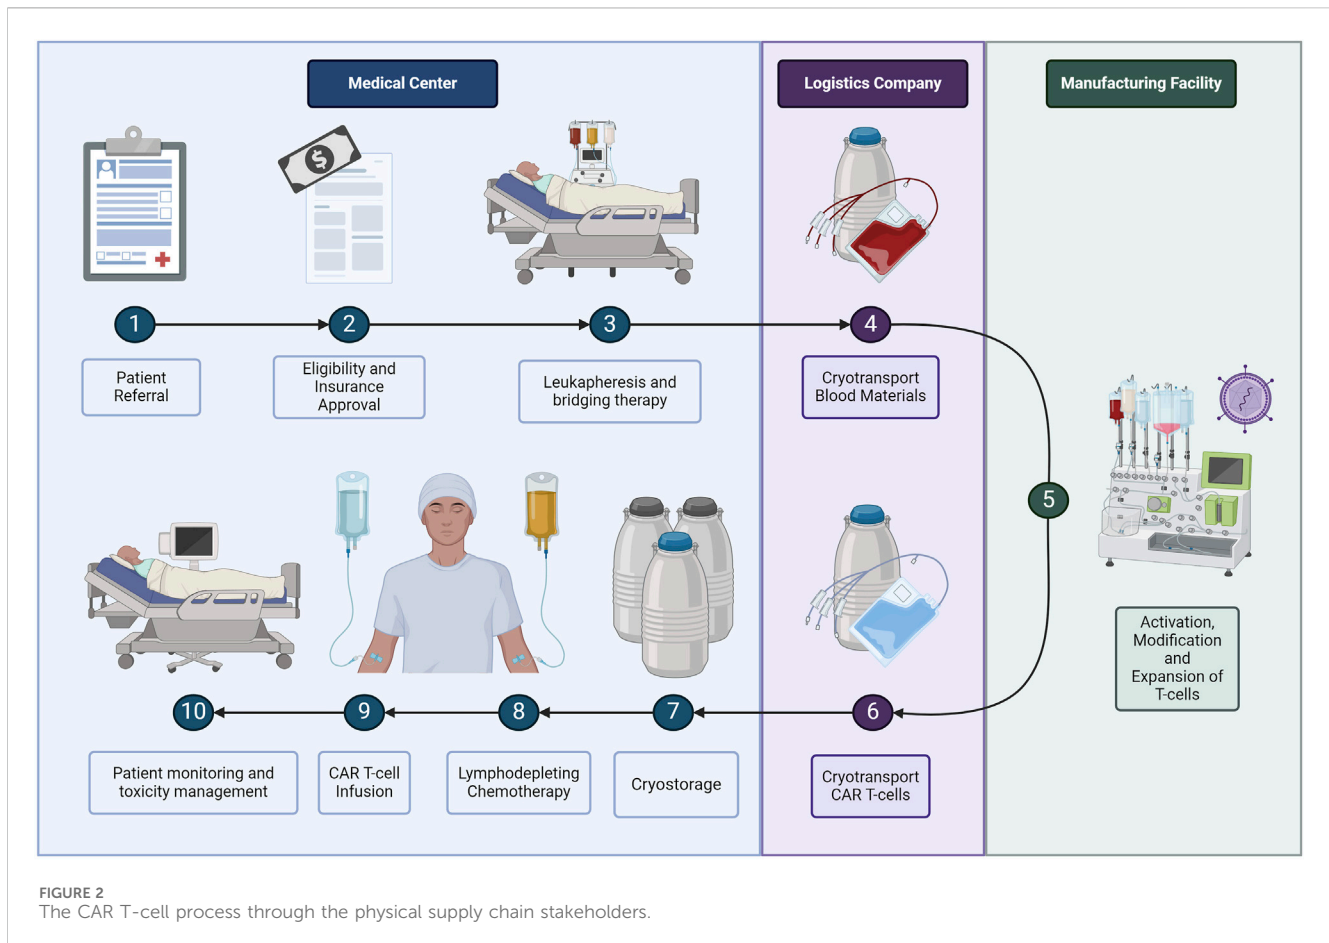 Medical Center
Logistics Company
Manufacturing Facility
$
1
2
3
4
Patient
Referral
Eligibility and
Insurance
Approval
Leukapheresis and
bridging therapy
Cryotransport
Blood Materials
5
Activation,
Modification
and
Expansion of
T-cells
10
9
8
7
6
Patient monitoring and
toxicity management
CAR T-cell
Infusion
Lymphodepleting
Chemotherapy
Cryostorage
Cryotransport
CAR T-cells
FIGURE 2
The CAR T-cell process through the physical supply chain stakeholders.